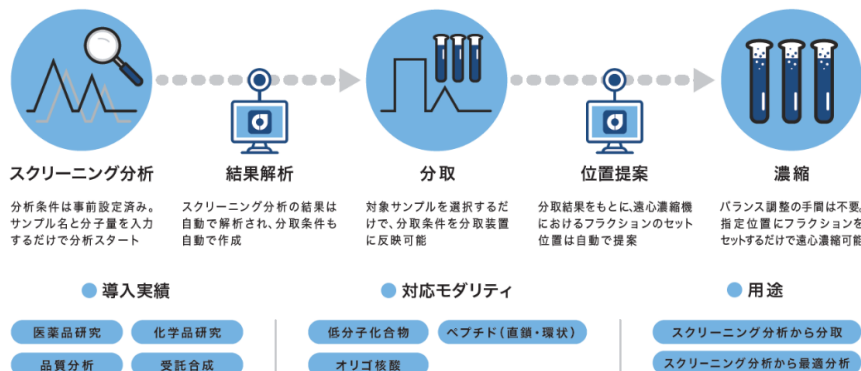 スクリーニング分析
結果解析
分取
位置提案
濃縮
分析条件は事前設定済み。
サンプル名と分子量を入力
するだけで分析スタート
スクリーニング分析の結果は
自動で解析され、分取条件も
自動で作成
対象サンプルを選択するだ
けで、分取条件を分取装置
に反映可能
分取結果をもとに、遠心濃縮機
におけるフラクションのセット
位置は自動で提案
バランス調整の手間は不要。
指定位置にフラクションを
セットするだけで遠心濃縮可能
導入実績
対応モダリティ
用途
医薬品研究
化学品研究
低分子化合物
ペプチド(直鎖・環状)
スクリーニング分析から分取
品質分析
受託合成
オリゴ核酸
スクリーニング分析から最適分析